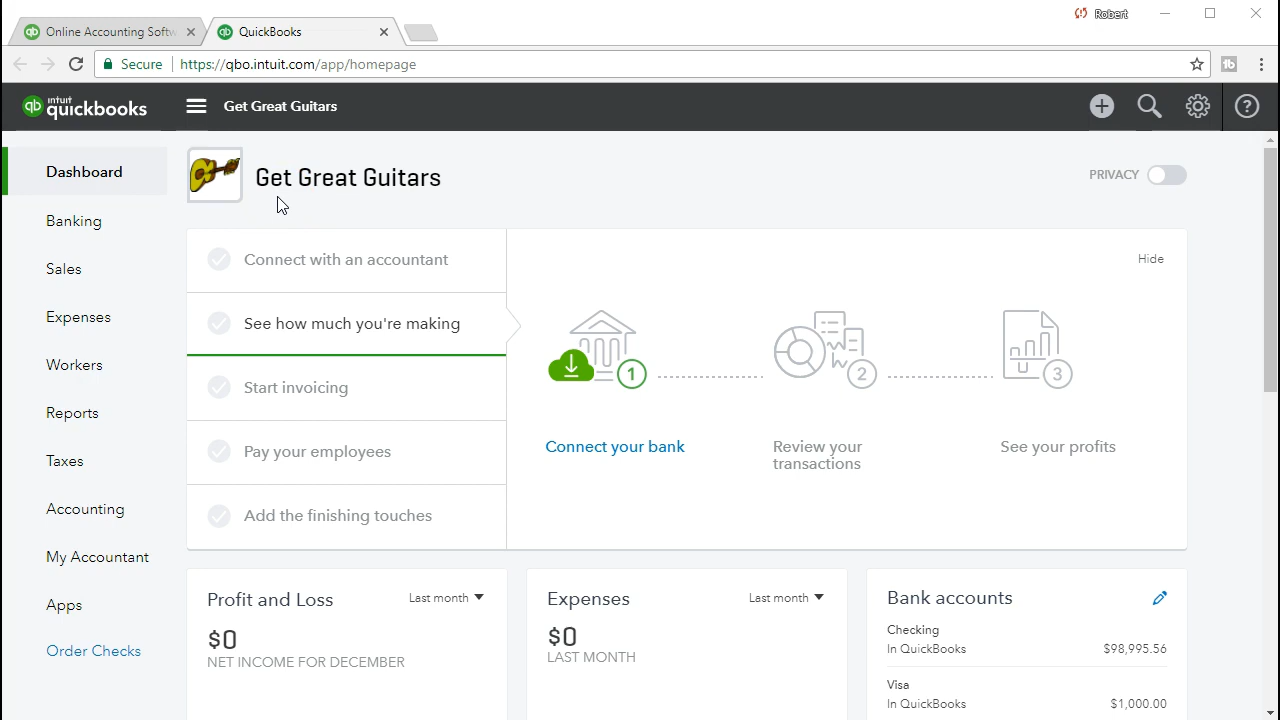 Robert
Online Accounting Softw
QuickBooks
Secure
https://qbo.intuit.com/app/homepage
intuit
quickbooks
Get Great Guitars
Get Great Guitars
PRIVACY
Dashboard
Banking
Sales
Expenses
Workers
Reports
Taxes
Accounting
My Accountant
Apps
Order Checks
Connect with an accountant
See how much you're making
Start invoicing
Pay your employees
Add the finishing touches
Hide
1
2
3
Connect your bank
Review your
transactions
See your profits
Profit and Loss
Last month
$0
NET INCOME FOR DECEMBER
Expenses
Last month
$0
LAST MONTH
Bank accounts
Checking
In QuickBooks
$98,995.56
Visa
In QuickBooks
$1,000.00